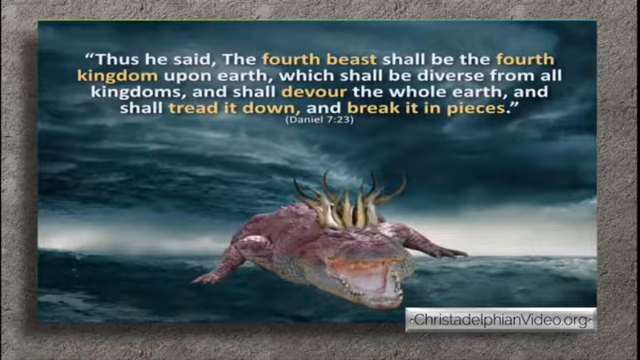 “Thus he said, The fourth beast shall be the fourth
kingdom upon earth, which shall be diverse from all
kingdoms, and shall devour the whole earth, and
shall tread it down, and break it in pieces.”
(Daniel 7:23)
-ChristadelphianVideo.org-